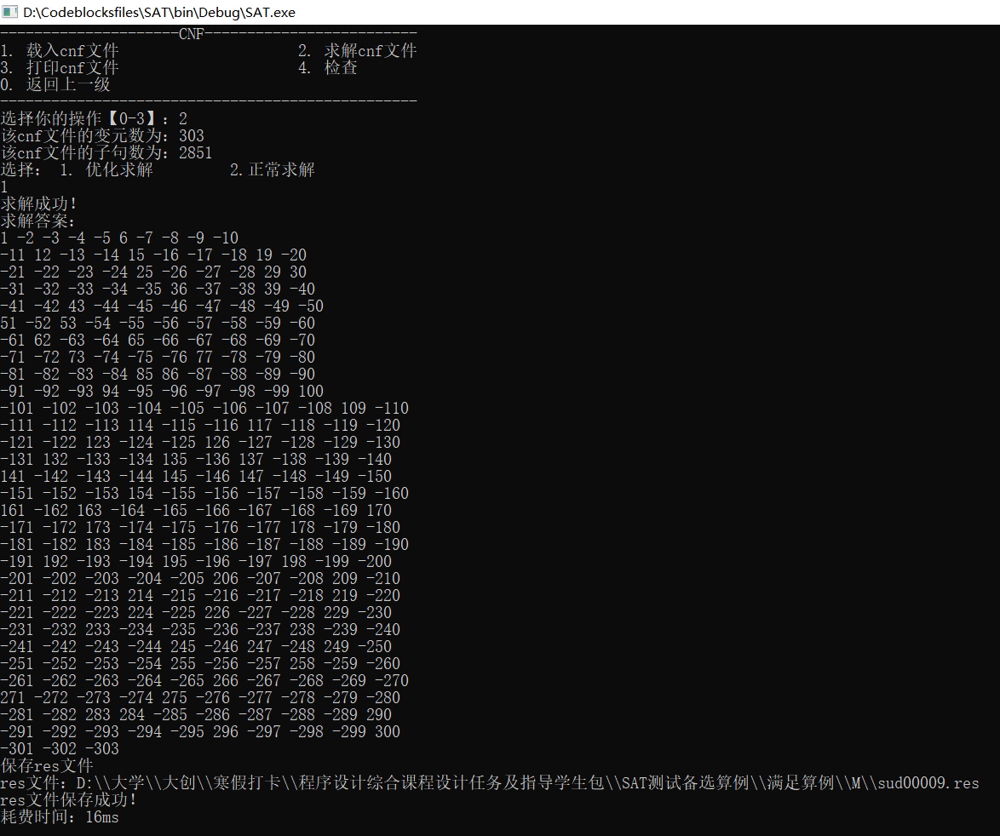 D:\Codeblocksfiles\SAT\bin\Debug\SAT.exe
---------------------CNF-------------------------
1. 载入cnf文件                     2. 求解cnf文件
3. 打印cnf文件                     4. 检查
0. 返回上一级
-------------------------------------------------
选择你的操作【0-3】: 2
该cnf文件的变元数为: 303
该cnf文件的子句数为: 2851
选择: 1. 优化求解         2.正常求解
1
求解成功!
求解答案:
1 -2 -3 -4 -5 6 -7 -8 -9 -10
-11 12 -13 -14 15 -16 -17 -18 19 -20
-21 -22 -23 -24 25 -26 -27 -28 29 30
-31 -32 -33 -34 -35 36 -37 -38 39 -40
-41 -42 43 -44 -45 -46 -47 -48 -49 -50
51 -52 53 -54 -55 -56 -57 -58 -59 -60
-61 62 -63 -64 65 -66 -67 -68 -69 -70
-71 -72 73 -74 -75 -76 77 -78 -79 -80
-81 -82 -83 -84 85 86 -87 -88 -89 -90
-91 -92 -93 94 -95 -96 -97 -98 -99 100
-101 -102 -103 -104 -105 -106 -107 -108 109 -110
-111 -112 -113 114 -115 -116 117 -118 -119 -120
-121 -122 123 -124 -125 126 -127 -128 -129 -130
-131 132 -133 -134 135 -136 137 -138 -139 -140
141 -142 -143 -144 145 -146 147 -148 -149 -150
-151 -152 -153 154 -155 -156 -157 -158 -159 -160
161 -162 163 -164 -165 -166 -167 -168 -169 170
-171 -172 173 -174 -175 -176 -177 178 -179 -180
-181 -182 183 -184 -185 -186 -187 -188 -189 -190
-191 192 -193 -194 195 -196 -197 198 -199 -200
-201 -202 -203 -204 -205 206 -207 -208 209 -210
-211 -212 -213 214 -215 -216 -217 -218 219 -220
-221 -222 -223 224 -225 226 -227 -228 229 -230
-231 -232 233 -234 -235 -236 -237 238 -239 -240
-241 -242 -243 -244 245 -246 247 -248 249 -250
-251 -252 -253 -254 255 -256 -257 258 -259 -260
-261 -262 -263 -264 -265 266 -267 -268 -269 -270
271 -272 -273 -274 275 -276 -277 -278 -279 -280
-281 -282 283 284 -285 -286 -287 -288 -289 290
-291 -292 -293 -294 -295 296 -297 -298 -299 300
-301 -302 -303
保存res文件
res文件: D:\\大学\\大创\\寒假打卡\\程序设计综合课程设计任务及指导学生包\\SAT测试备选算例\\满足算例\\M\\sud00009.res
res文件保存成功!
耗费时间: 16ms